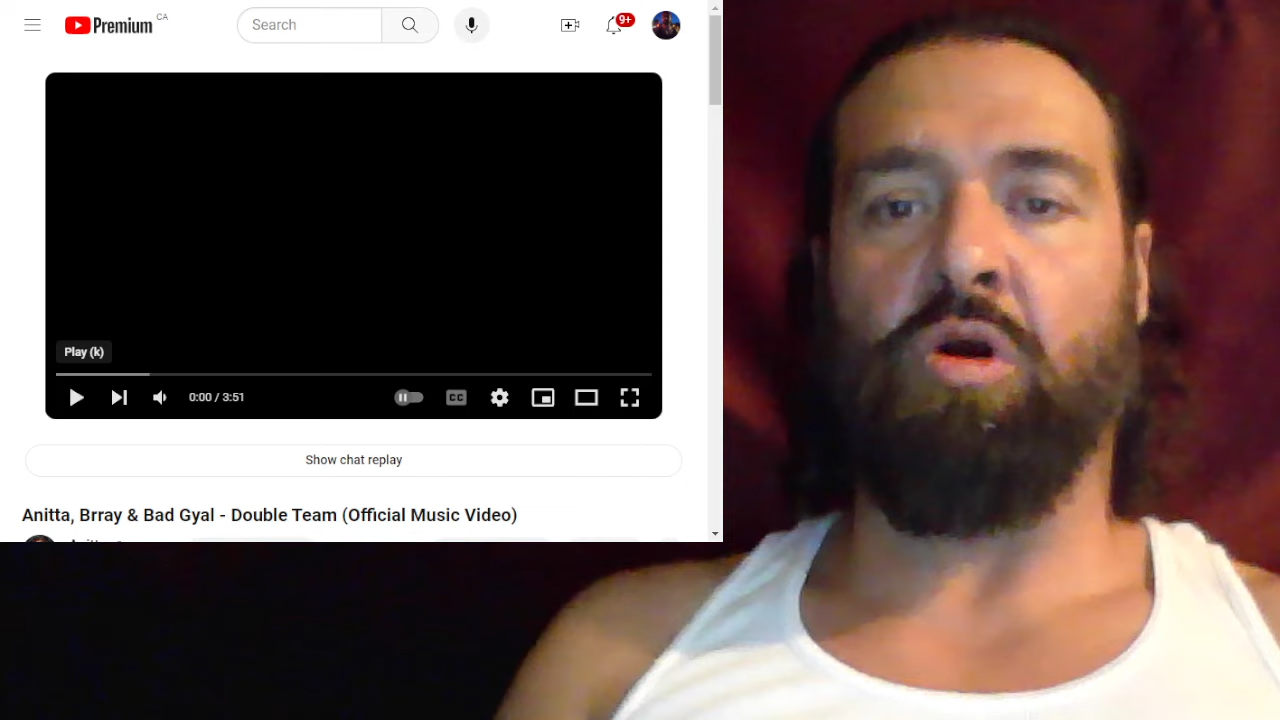 Premium CA
Search
9+
Play (k)
0:00 / 3:51
CC
Show chat replay
Anitta, Brray & Bad Gyal - Double Team (Official Music Video)